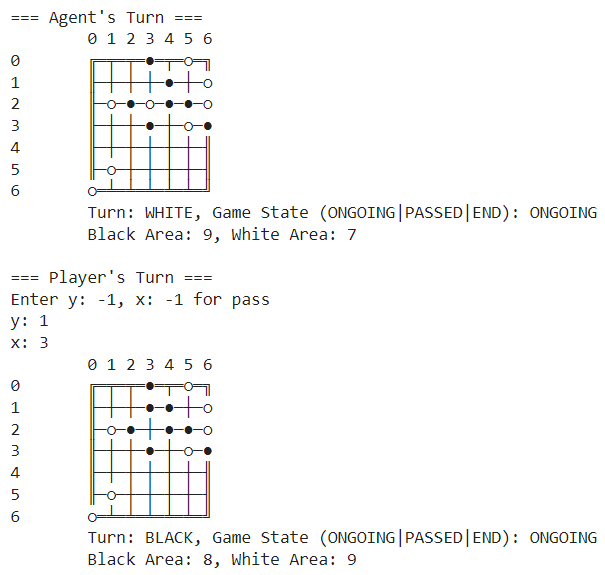 === Agent's Turn ===
0 1 2 3 4 5 6
0 ╔═╤═╤═●═╤═○═╗
1 ╟─┼─┼─┼─●─┼─○
2 ╟─○─●─○─●─●─○
3 ╟─┼─┼─●─┼─○─●
4 ╟─┼─┼─┼─┼─┼─╢
5 ╟─○─┼─┼─┼─┼─╢
6 ○═╧═╧═╧═╧═╧═╝
Turn: WHITE, Game State (ONGOING|PASSED|END): ONGOING
Black Area: 9, White Area: 7
=== Player's Turn ===
Enter y: -1, x: -1 for pass
y: 1
x: 3
0 1 2 3 4 5 6
0 ╔═╤═╤═●═╤═○═╗
1 ╟─┼─┼─●─●─┼─○
2 ╟─○─●─┼─●─●─○
3 ╟─┼─┼─●─┼─○─●
4 ╟─┼─┼─┼─┼─┼─╢
5 ╟─○─┼─┼─┼─┼─╢
6 ○═╧═╧═╧═╧═╧═╝
Turn: BLACK, Game State (ONGOING|PASSED|END): ONGOING
Black Area: 8, White Area: 9